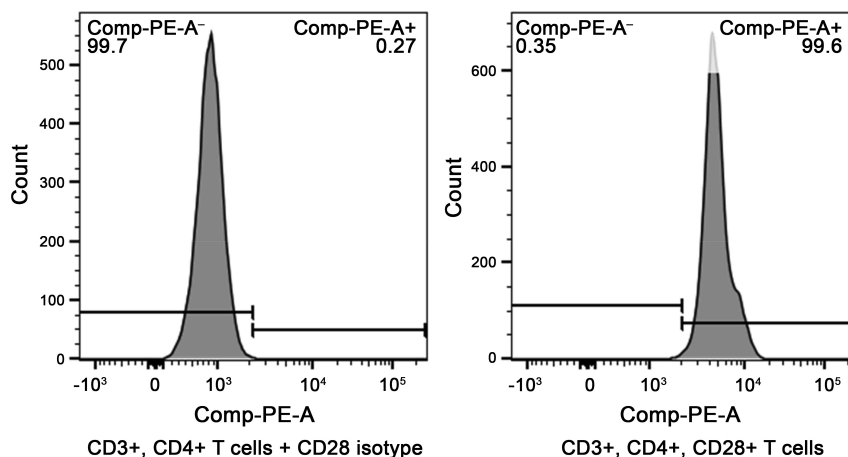 Comp-PE-A⁻ Comp-PE-A+
99.7 0.27
500
400
300
200
100
0
Count
-10³ 0 10³ 10⁴ 10⁵
Comp-PE-A
CD3+, CD4+ T cells + CD28 isotype
Comp-PE-A⁻ Comp-PE-A+
0.35 99.6
600
400
200
0
Count
-10³ 0 10³ 10⁴ 10⁵
Comp-PE-A
CD3+, CD4+, CD28+ T cells